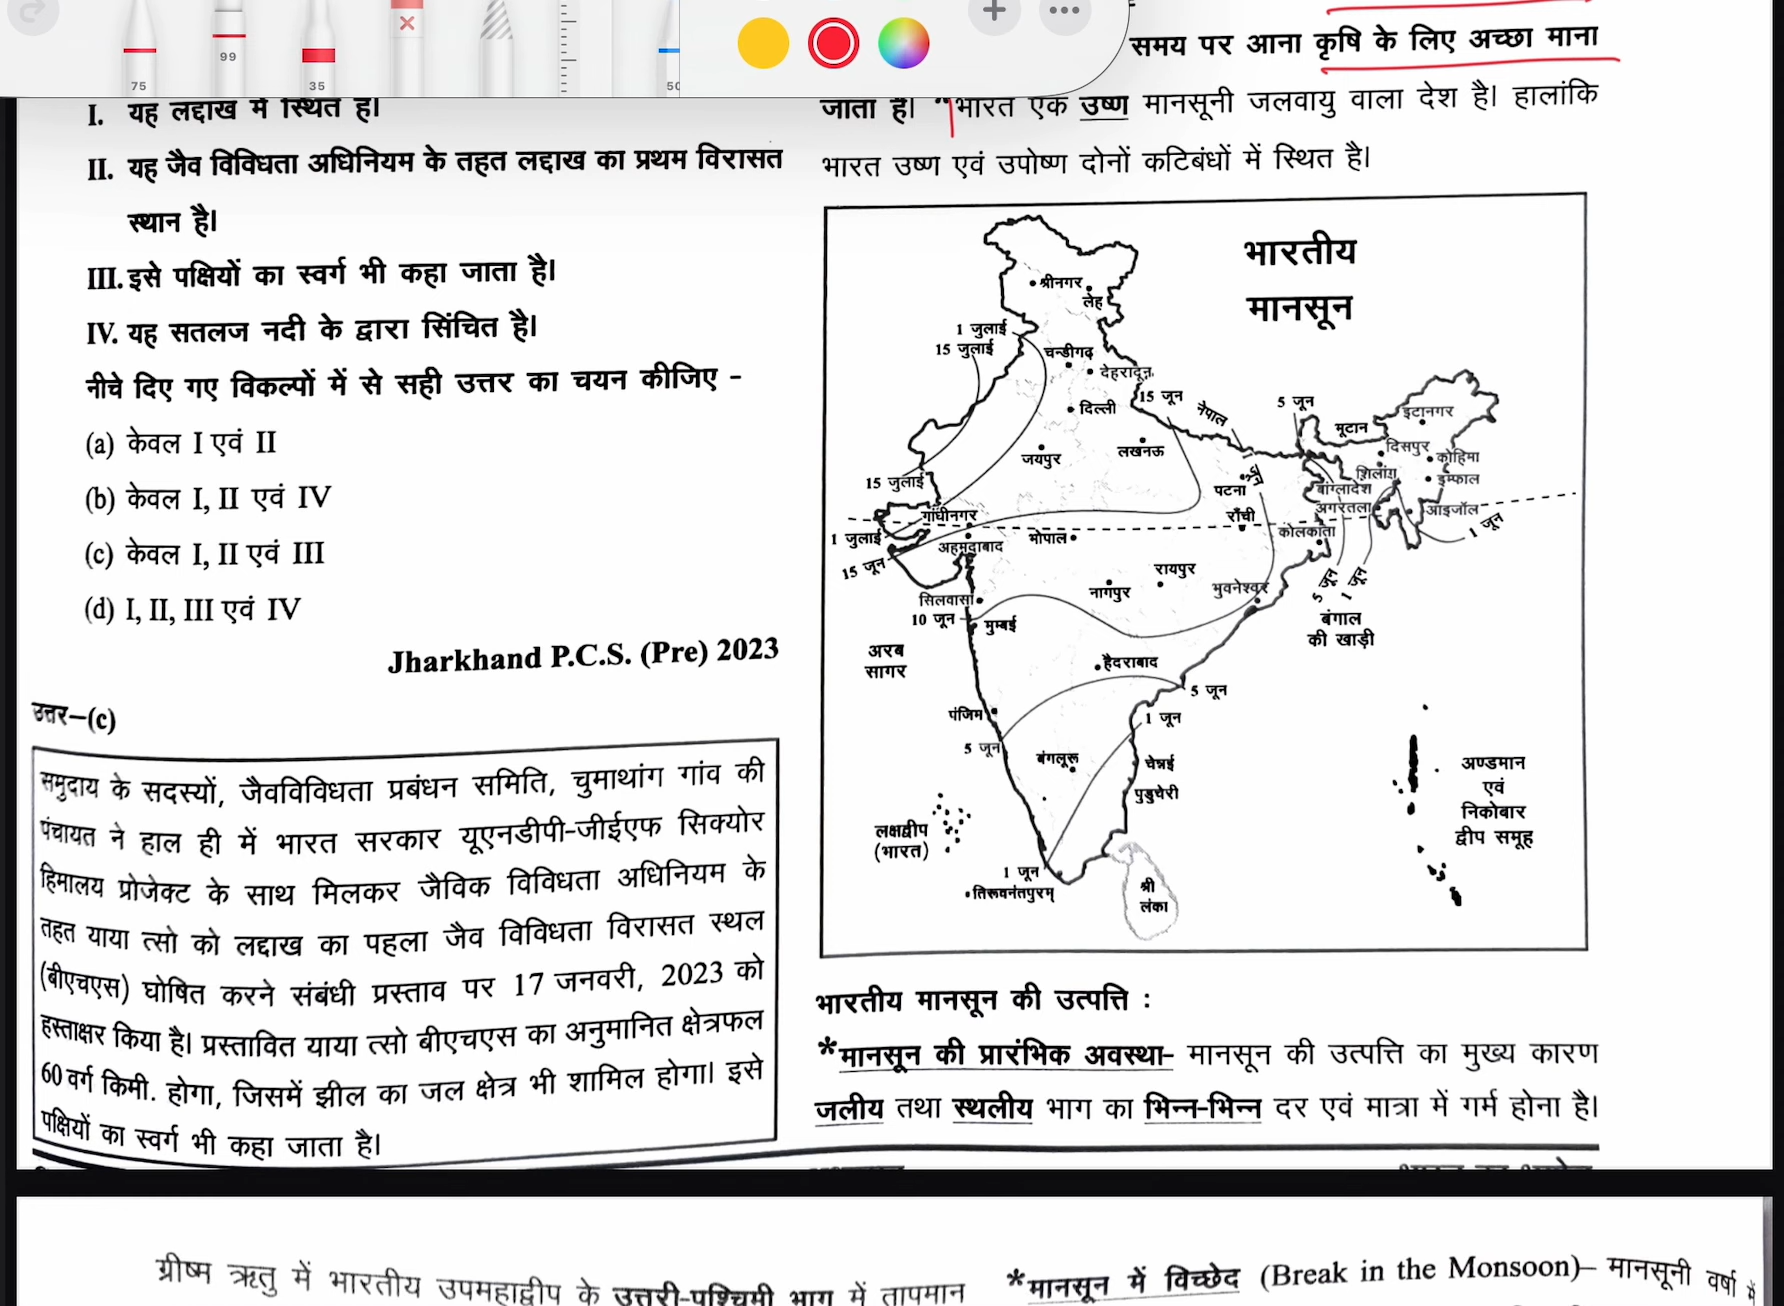 75
99
35
50
I. यह लद्दाख में स्थित है।
II. यह जैव विविधता अधिनियम के तहत लद्दाख का प्रथम विरासत
स्थान है।
III. इसे पक्षियों का स्वर्ग भी कहा जाता है।
IV. यह सतलज नदी के द्वारा सिंचित है।
नीचे दिए गए विकल्पों में से सही उत्तर का चयन कीजिए -
(a) केवल I एवं II
(b) केवल I, II एवं IV
(c) केवल I, II एवं III
(d) I, II, III एवं IV
Jharkhand P.C.S. (Pre) 2023
उत्तर–(c)
समुदाय के सदस्यों, जैवविविधता प्रबंधन समिति, चुमाथांग गांव की
पंचायत ने हाल ही में भारत सरकार यूएनडीपी-जीईएफ सिक्योर
हिमालय प्रोजेक्ट के साथ मिलकर जैविक विविधता अधिनियम के
तहत याया त्सो को लद्दाख का पहला जैव विविधता विरासत स्थल
(बीएचएस) घोषित करने संबंधी प्रस्ताव पर 17 जनवरी, 2023 को
हस्ताक्षर किया है। प्रस्तावित याया त्सो बीएचएस का अनुमानित क्षेत्रफल
60 वर्ग किमी. होगा, जिसमें झील का जल क्षेत्र भी शामिल होगा। इसे
पक्षियों का स्वर्ग भी कहा जाता है।
समय पर आना कृषि के लिए अच्छा माना
जाता है। *भारत एक उष्ण मानसूनी जलवायु वाला देश है। हालांकि
भारत उष्ण एवं उपोष्ण दोनों कटिबंधों में स्थित है।
भारतीय
मानसून
श्रीनगर
लेह
1 जुलाई
15 जुलाई
चन्डीगढ़
देहरादून
दिल्ली
15 जून
नेपाल
5 जून
इटानगर
भूटान
दिसपुर
कोहिमा
जयपुर
लखनऊ
शिलांग
इम्फाल
15 जुलाई
पटना
जून
बांग्लादेश
गांधीनगर
राँची
अगरतला
आइजॉल
1 जून
1 जुलाई
अहमदाबाद
भोपाल
कोलकाता
15 जून
रायपुर
सिलवासा
नागपुर
भुवनेश्वर
5 जून
1 जून
10 जून
मुम्बई
बंगाल
की खाड़ी
अरब
सागर
हैदराबाद
5 जून
पंजिम
1 जून
5 जून
बंगलूरू
चेन्नई
पुडुचेरी
अण्डमान
एवं
निकोबार
द्वीप समूह
लक्षद्वीप
(भारत)
1 जून
तिरूवनंतपुरम्
श्री
लंका
भारतीय मानसून की उत्पत्ति :
*मानसून की प्रारंभिक अवस्था- मानसून की उत्पत्ति का मुख्य कारण
जलीय तथा स्थलीय भाग का भिन्न-भिन्न दर एवं मात्रा में गर्म होना है।
ग्रीष्म ऋतु में भारतीय उपमहाद्वीप के उत्तरी-पश्चिमी भाग में तापमान
*मानसून में विच्छेद (Break in the Monsoon)– मानसूनी वर्षा में